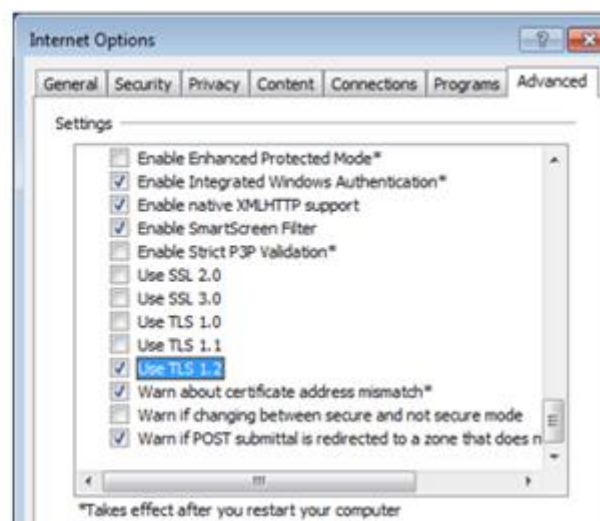 Internet Options
General Security Privacy Content Connections Programs Advanced
Settings
Enable Enhanced Protected Mode*
Enable Integrated Windows Authentication*
Enable native XMLHTTP support
Enable SmartScreen Filter
Enable Strict P3P Validation*
Use SSL 2.0
Use SSL 3.0
Use TLS 1.0
Use TLS 1.1
Use TLS 1.2
Warn about certificate address mismatch*
Warn if changing between secure and not secure mode
Warn if POST submittal is redirected to a zone that does n
*Takes effect after you restart your computer